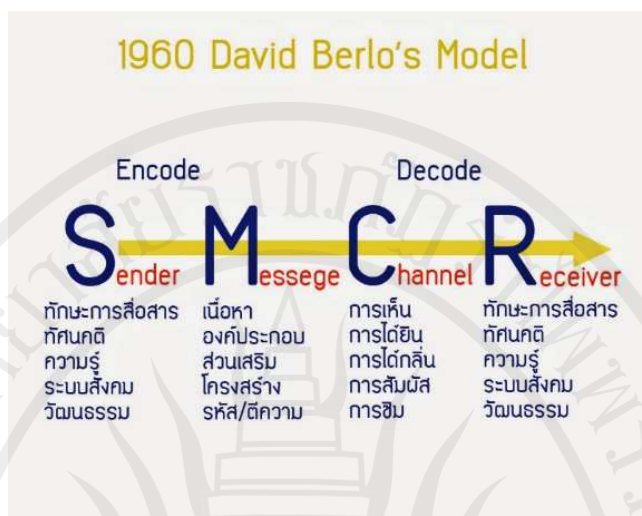 1960 David Berlo's Model
Encode Decode
Sender Messege Channel Receiver
ทักษะการสื่อสาร เนื้อหา การเห็น ทักษะการสื่อสาร
ทัศนคติ องค์ประกอบ การได้ยิน ทัศนคติ
ความรู้ ส่วนเสริม การได้กลิ่น ความรู้
ระบบสังคม โครงสร่าง การสัมผัส ระบบสังคม
วัฒนธรรม รหัส/ตีความ การชิม วัฒนธรรม